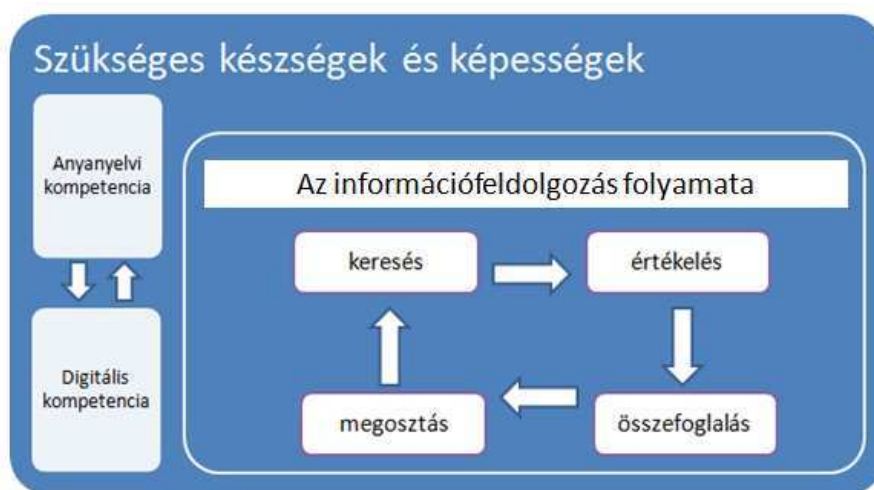 Szükséges készségek és képességek
Anyanyelvi
kompetencia
Digitális
kompetencia
Az információfeldolgozás folyamata
keresés
értékelés
megosztás
összefoglalás